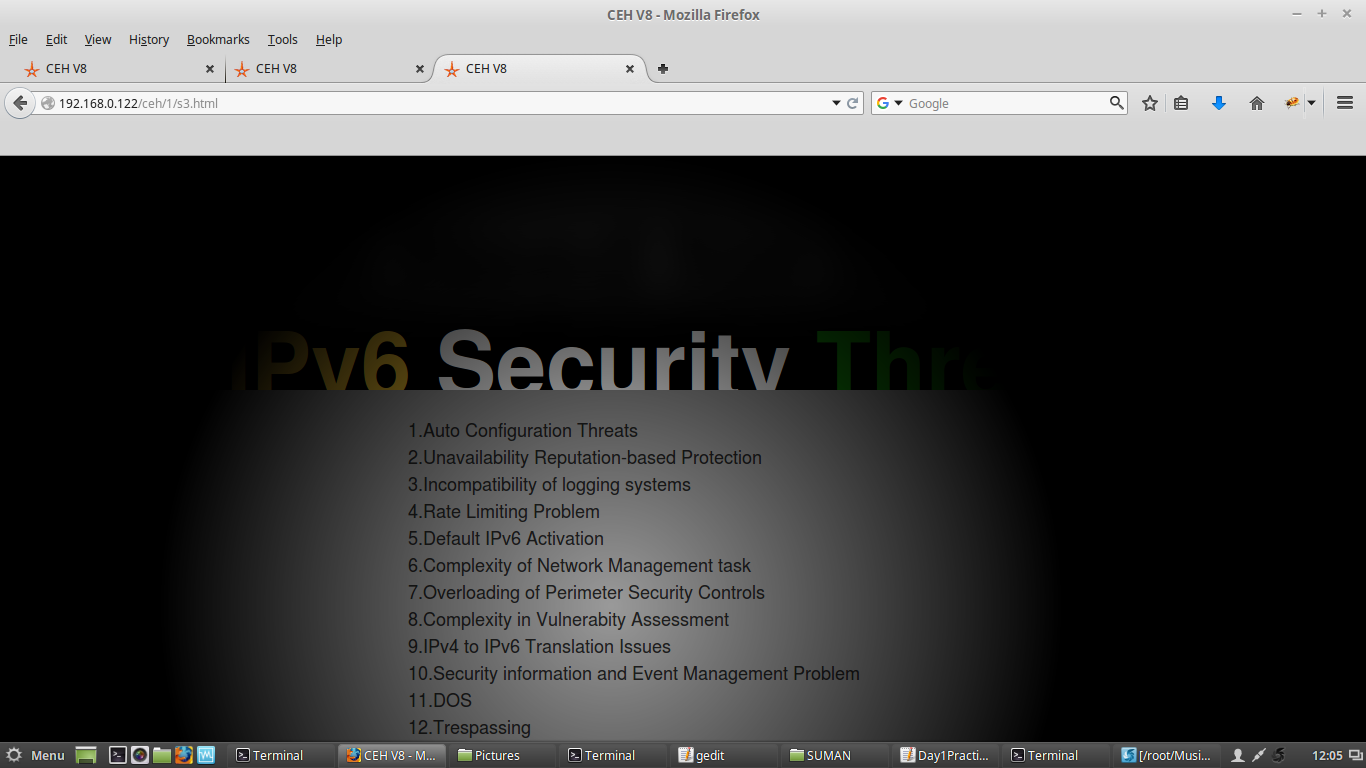 CEH V8 - Mozilla Firefox
File Edit View History Bookmarks Tools Help
CEH V8 CEH V8 CEH V8
192.168.0.122/ceh/1/s3.html Google
IPv6 Security Thre
1.Auto Configuration Threats
2.Unavailability Reputation-based Protection
3.Incompatibility of logging systems
4.Rate Limiting Problem
5.Default IPv6 Activation
6.Complexity of Network Management task
7.Overloading of Perimeter Security Controls
8.Complexity in Vulnerabity Assessment
9.IPv4 to IPv6 Translation Issues
10.Security information and Event Management Problem
11.DOS
12.Trespassing
Menu Terminal CEH V8 - M... Pictures Terminal gedit SUMAN Day1Practi... Terminal [/root/Musi... 12:05